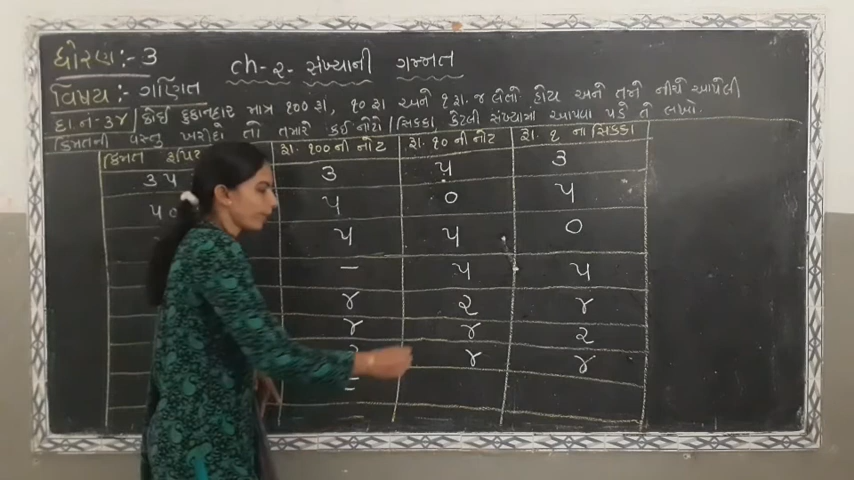 ધોરણ:- ૩
ch-૨- સંખ્યાની ગમ્મત
વિષય:- ગણિત
દા.નં-૩૪ / કોઈ દુકાનદાર માત્ર ૧૦૦ રૂા, ૧૦ રૂા અને ૧ રૂા. જ લેતો હોય અને તમે નીચે આપેલી
કિંમતની વસ્તુ ખરીદો તો તમારે કઈ નોટો / સિક્કા, કેટલી સંખ્યામાં આપવા પડે તે લખો.
કિંમત રૂા. ૧૦૦ ની નોટ રૂા. ૧૦ ની નોટ રૂા. ૧ ના સિક્કા
૩૫ ૩ ૫ ૩
૫૦ ૫ ૦ ૫
૫ ૫ ૦
– ૫ ૫
૪ ૨ ૪
૪ ૪ ૨
૪ ૪
–